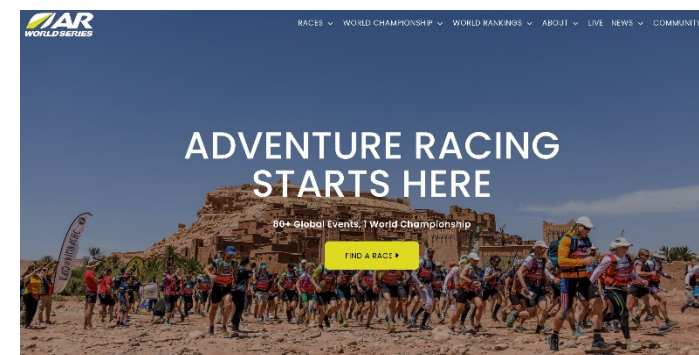 AR
WORLD SERIES
RACES WORLD CHAMPIONSHIP WORLD RANKINGS ABOUT LIVE NEWS COMMUNITY
ADVENTURE RACING
STARTS HERE
80+ Global Events, 1 World Championship
FIND A RACE